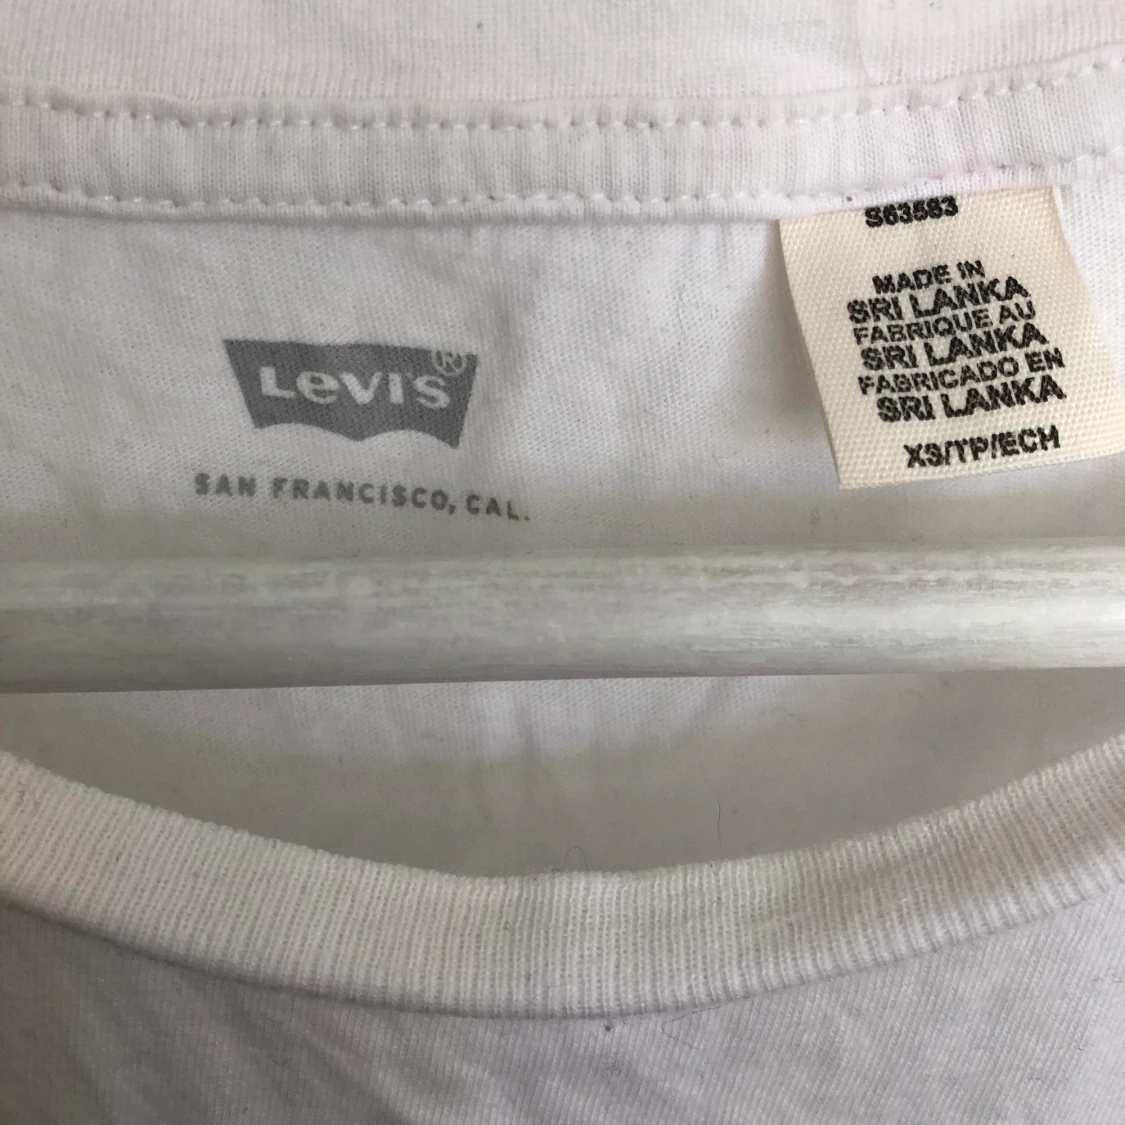 S63583
MADE IN
SRI LANKA
FABRIQUE AU
SRI LANKA
FABRICADO EN
SRI LANKA
XS/TP/ECH
Levi's®
SAN FRANCISCO, CAL.